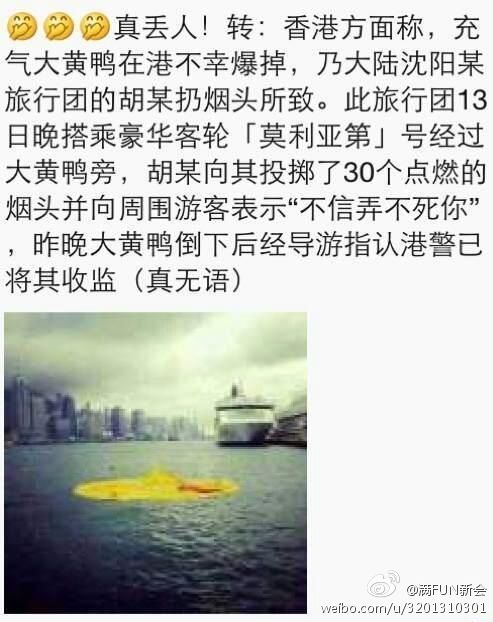 🤭🤭🤭真丢人！转：香港方面称，充
气大黄鸭在港不幸爆掉，乃大陆沈阳某
旅行团的胡某扔烟头所致。此旅行团13
日晚搭乘豪华客轮「莫利亚第」号经过
大黄鸭旁，胡某向其投掷了30个点燃的
烟头并向周围游客表示“不信弄不死你”
，昨晚大黄鸭倒下后经导游指认港警已
将其收监（真无语）
@满FUN新会
weibo.com/u/3201310301